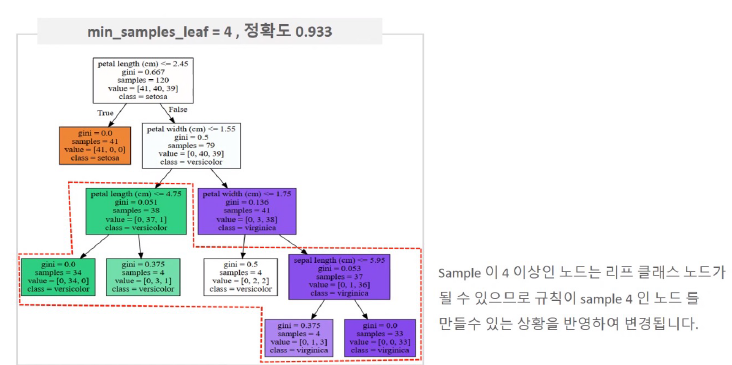 min_samples_leaf = 4 , 정확도 0.933
petal length (cm) <= 2.45
gini = 0.667
samples = 120
value = [41, 40, 39]
class = setosa
True
False
gini = 0.0
samples = 41
value = [41, 0, 0]
class = setosa
petal width (cm) <= 1.55
gini = 0.5
samples = 79
value = [0, 40, 39]
class = versicolor
petal length (cm) <= 4.75
gini = 0.051
samples = 38
value = [0, 37, 1]
class = versicolor
petal width (cm) <= 1.75
gini = 0.136
samples = 41
value = [0, 3, 38]
class = virginica
gini = 0.0
samples = 34
value = [0, 34, 0]
class = versicolor
gini = 0.375
samples = 4
value = [0, 3, 1]
class = versicolor
gini = 0.5
samples = 4
value = [0, 2, 2]
class = versicolor
sepal length (cm) <= 5.95
gini = 0.053
samples = 37
value = [0, 1, 36]
class = virginica
gini = 0.375
samples = 4
value = [0, 1, 3]
class = virginica
gini = 0.0
samples = 33
value = [0, 0, 33]
class = virginica
Sample 이 4 이상인 노드는 리프 클래스 노드가
될 수 있으므로 규칙이 sample 4 인 노드 를
만들수 있는 상황을 반영하여 변경됩니다.